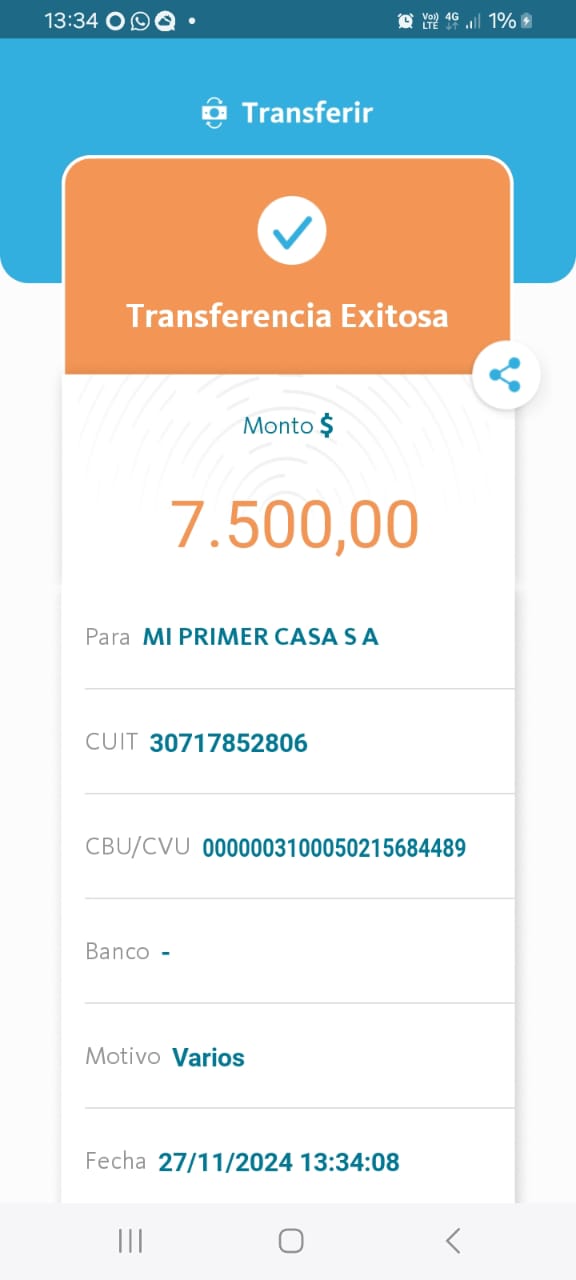 13:34 Vo)) LTE 4G 1%
Transferir
Transferencia Exitosa
Monto $
7.500,00
Para MI PRIMER CASA S A
CUIT 30717852806
CBU/CVU 0000003100050215684489
Banco -
Motivo Varios
Fecha 27/11/2024 13:34:08